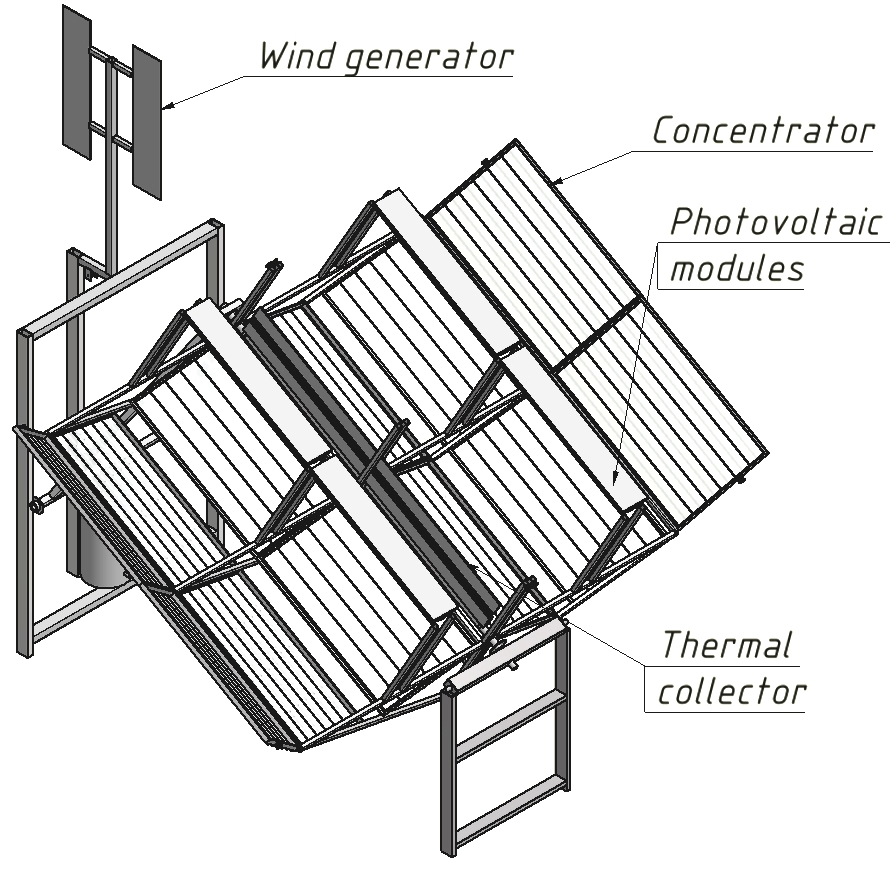 Wind generator
Concentrator
Photovoltaic
modules
Thermal
collector